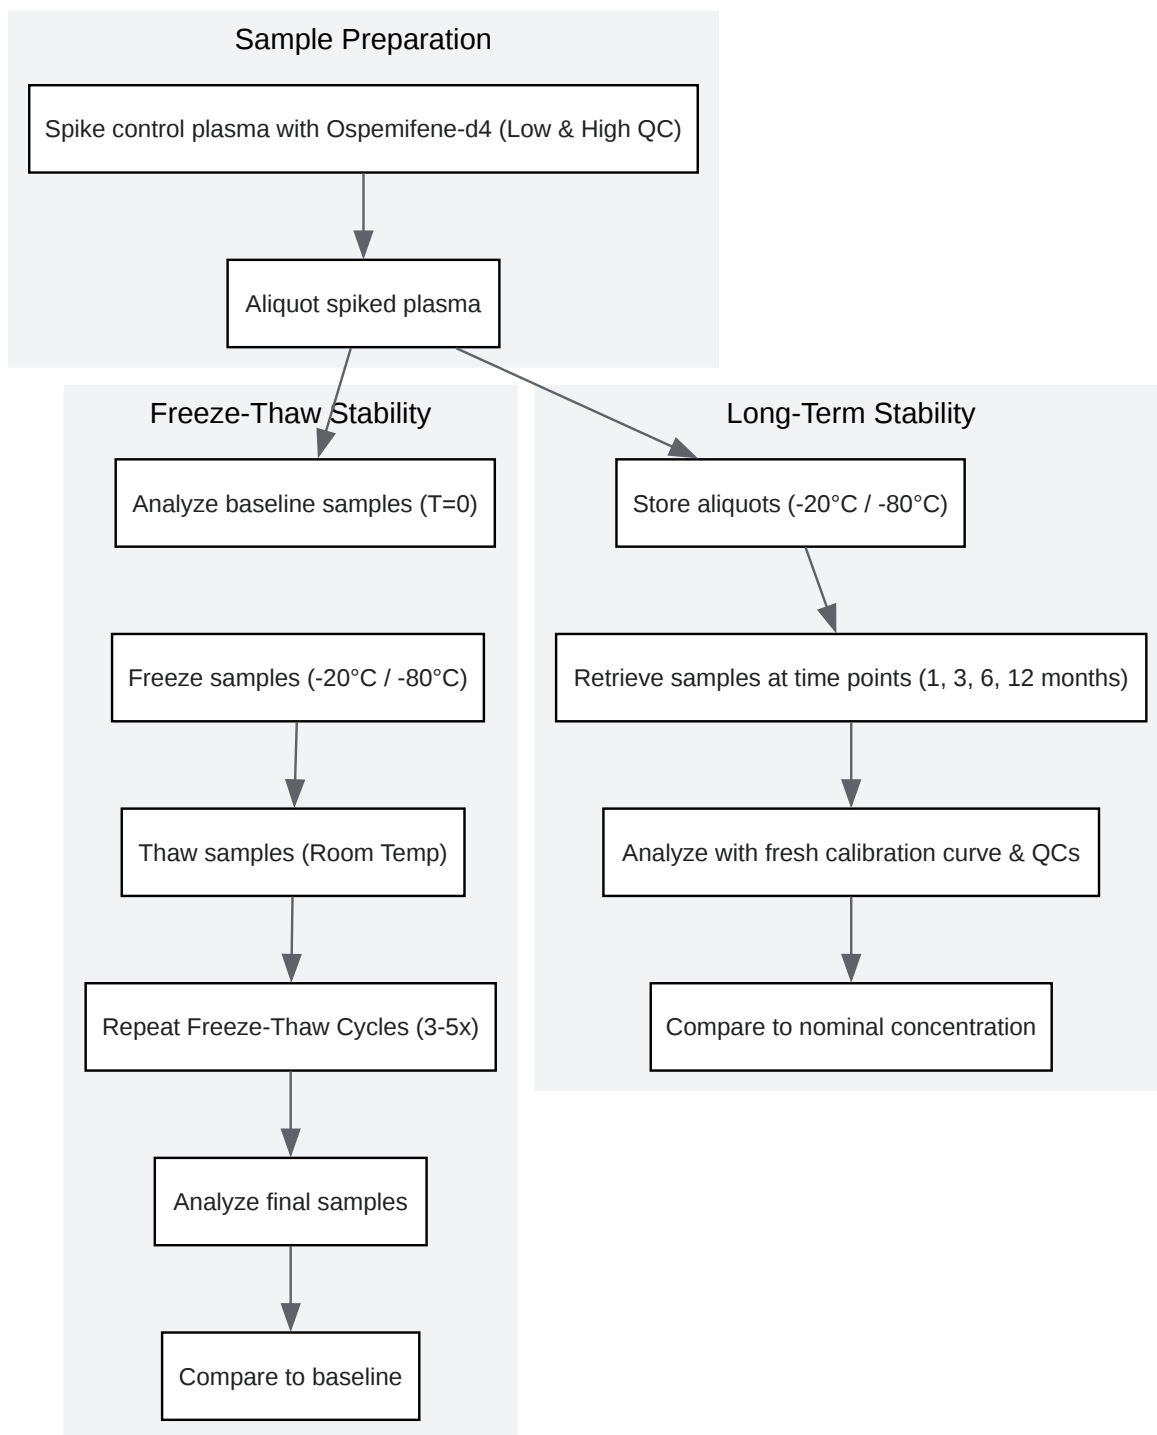 Sample Preparation
Spike control plasma with Ospemifene-d4 (Low & High QC)
Aliquot spiked plasma
Freeze-Thaw Stability
Analyze baseline samples (T=0)
Freeze samples (-20°C / -80°C)
Thaw samples (Room Temp)
Repeat Freeze-Thaw Cycles (3-5x)
Analyze final samples
Compare to baseline
Long-Term Stability
Store aliquots (-20°C / -80°C)
Retrieve samples at time points (1, 3, 6, 12 months)
Analyze with fresh calibration curve & QCs
Compare to nominal concentration